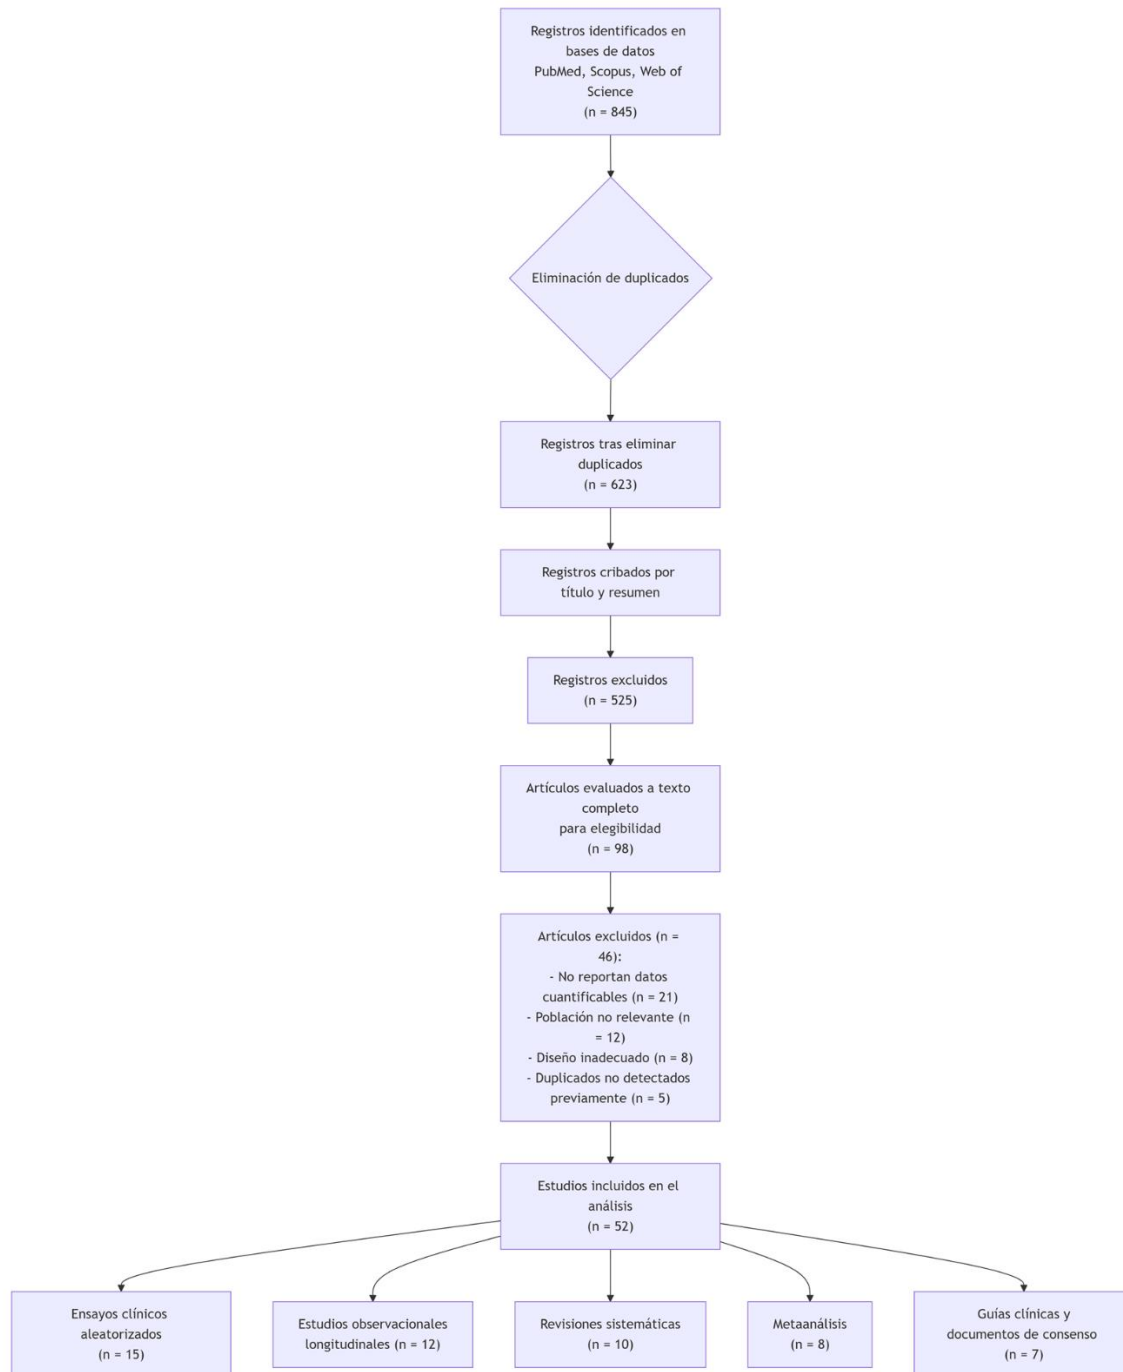 Registros identificados en
bases de datos
PubMed, Scopus, Web of
Science
(n = 845)
Eliminación de duplicados
Registros tras eliminar
duplicados
(n = 623)
Registros cribados por
título y resumen
Registros excluidos
(n = 525)
Artículos evaluados a texto
completo
para elegibilidad
(n = 98)
Artículos excluidos (n =
46):
- No reportan datos
cuantificables (n = 21)
- Población no relevante (n
= 12)
- Diseño inadecuado (n = 8)
- Duplicados no detectados
previamente (n = 5)
Estudios incluidos en el
análisis
(n = 52)
Ensayos clínicos
aleatorizados
(n = 15)
Estudios observacionales
longitudinales (n = 12)
Revisiones sistemáticas
(n = 10)
Metaanálisis
(n = 8)
Guías clínicas y
documentos de consenso
(n = 7)